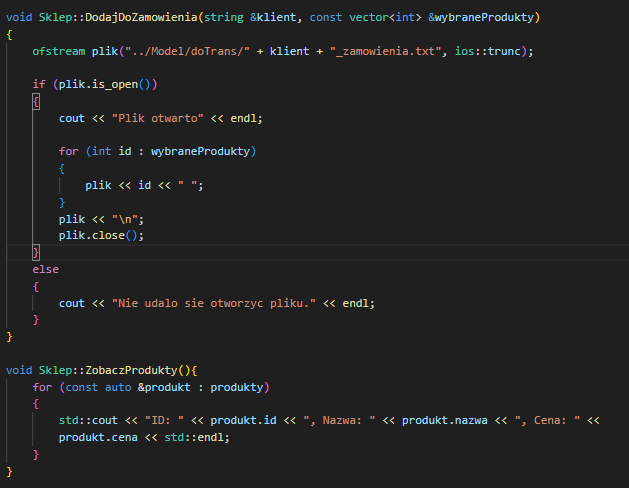 void Sklep::DodajDoZamowienia(string &klient, const vector<int> &wybraneProdukty)
{
    ofstream plik("../Model/doTrans/" + klient + "_zamowienia.txt", ios::trunc);

    if (plik.is_open())
    {
        cout << "Plik otwarto" << endl;

        for (int id : wybraneProdukty)
        {
            plik << id << " ";
        }
        plik << "\n";
        plik.close();
    }
    else
    {
        cout << "Nie udalo sie otworzyc pliku." << endl;
    }
}

void Sklep::ZobaczProdukty(){
    for (const auto &produkt : produkty)
    {
        std::cout << "ID: " << produkt.id << ", Nazwa: " << produkt.nazwa << ", Cena: " <<
        produkt.cena << std::endl;
    }
}